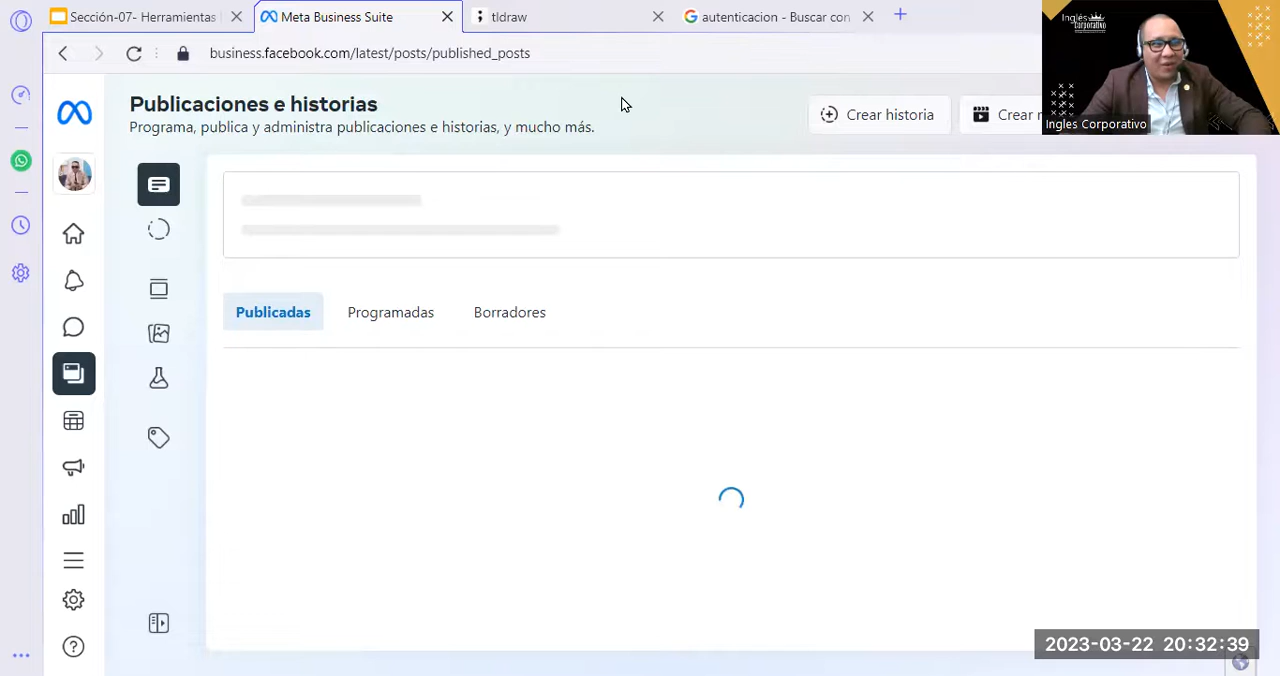 Sección-07- Herramientas
Meta Business Suite
tldraw
autenticacion - Buscar con
business.facebook.com/latest/posts/published_posts
Inglés
Corporativo
Ingles Corporativo
Publicaciones e historias
Programa, publica y administra publicaciones e historias, y mucho más.
Crear historia
Crear
Publicadas
Programadas
Borradores
2023-03-22 20:32:39